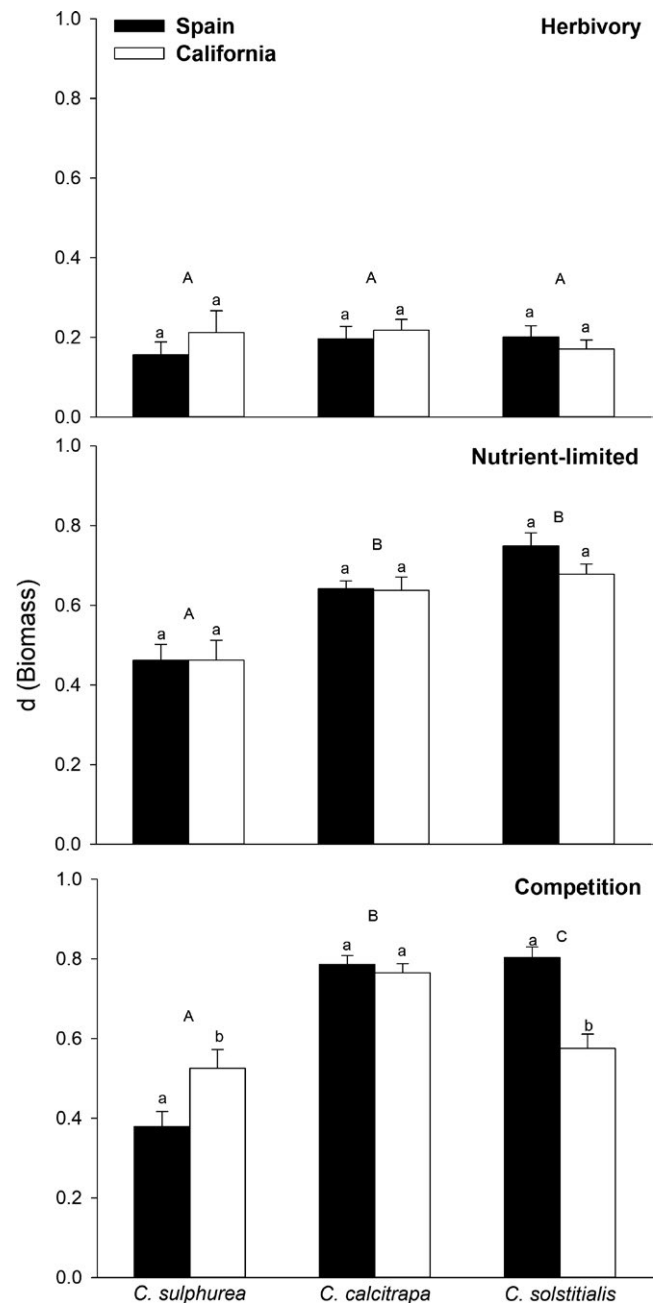 1.0
Spain
Herbivory
California
0.8
0.6
0.4
A A A
a a a a a a
0.2
0.0
1.0
Nutrient-limited
0.8
a B a
B
a a
0.6
A
a a
0.4
0.2
0.0
d (Biomass)
1.0
Competition
B
0.8
a a a C
0.6
A b b
a
0.4
0.2
0.0
C. sulphurea C. calcitrapa C. solstitialis